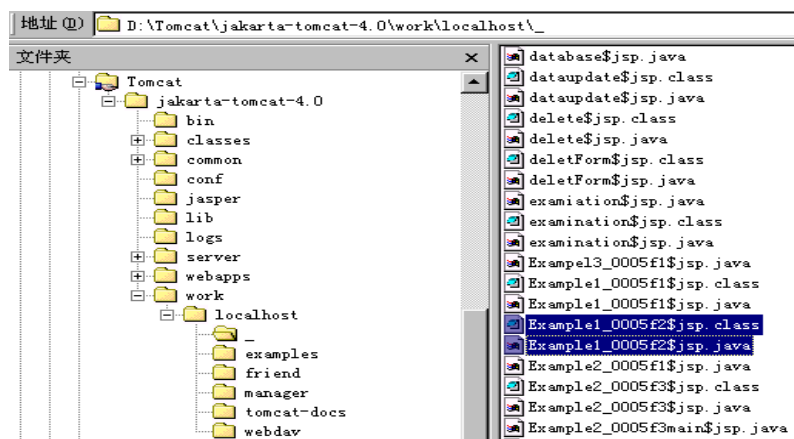 地址(D) D:\Tomcat\jakarta-tomcat-4.0\work\localhost\_
文件夹
Tomcat
jakarta-tomcat-4.0
bin
classes
common
conf
jasper
lib
logs
server
webapps
work
localhost
_
examples
friend
manager
tomcat-docs
webdav
database$jsp.java
dataupdate$jsp.class
dataupdate$jsp.java
delete$jsp.class
delete$jsp.java
deletForm$jsp.class
deletForm$jsp.java
examiation$jsp.java
examination$jsp.class
examination$jsp.java
Exampel3_0005f1$jsp.java
Example1_0005f1$jsp.class
Example1_0005f1$jsp.java
Example1_0005f2$jsp.class
Example1_0005f2$jsp.java
Example2_0005f1$jsp.java
Example2_0005f3$jsp.class
Example2_0005f3$jsp.java
Example2_0005f3main$jsp.java